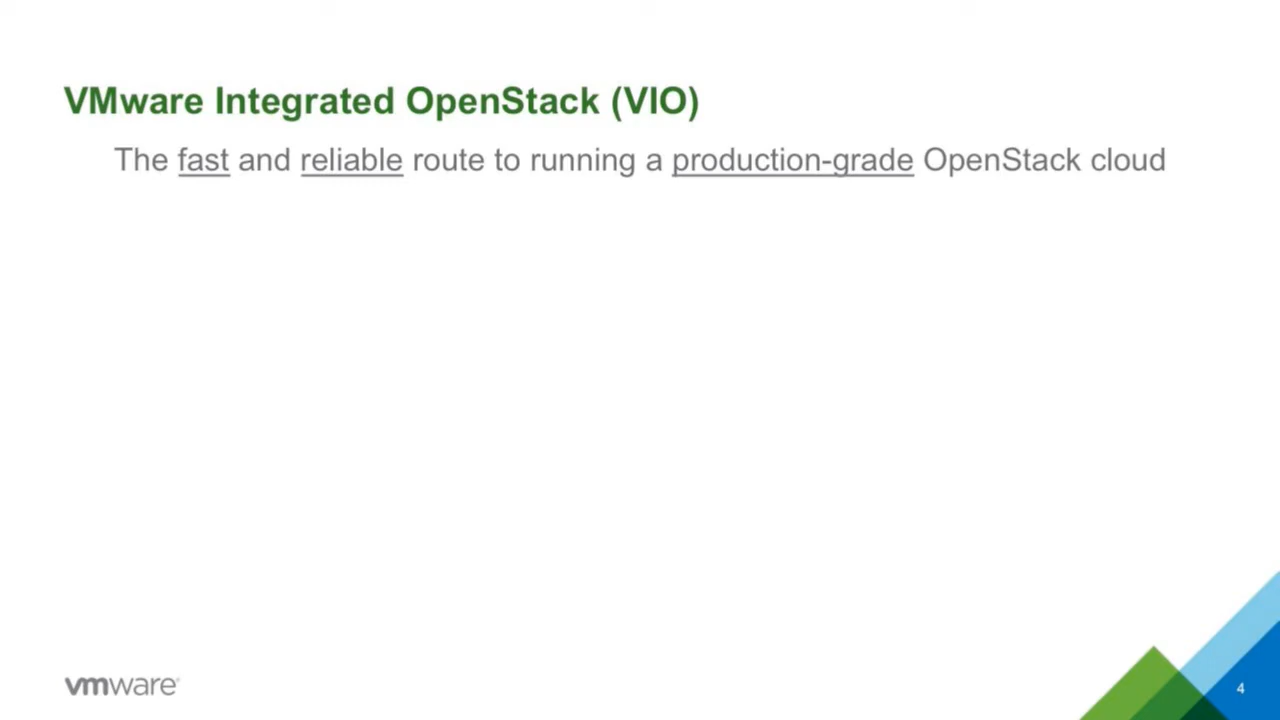 VMware Integrated OpenStack (VIO)
The fast and reliable route to running a production-grade OpenStack cloud
vmware
4